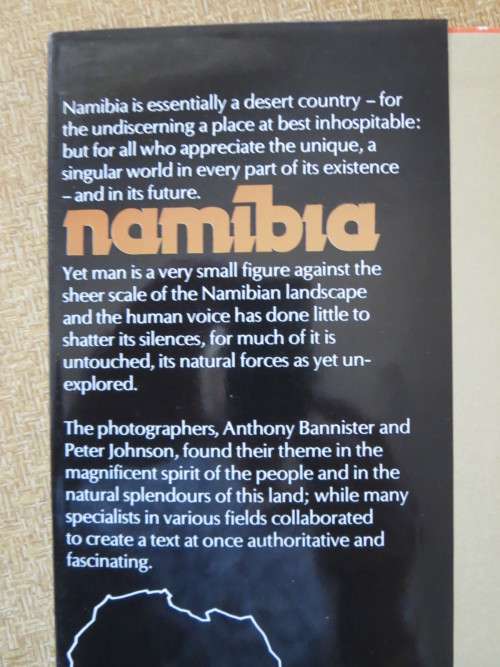 Namibia is essentially a desert country – for
the undiscerning a place at best inhospitable:
but for all who appreciate the unique, a
singular world in every part of its existence
– and in its future.
namibia
Yet man is a very small figure against the
sheer scale of the Namibian landscape
and the human voice has done little to
shatter its silences, for much of it is
untouched, its natural forces as yet un-
explored.
The photographers, Anthony Bannister and
Peter Johnson, found their theme in the
magnificent spirit of the people and in the
natural splendours of this land; while many
specialists in various fields collaborated
to create a text at once authoritative and
fascinating.